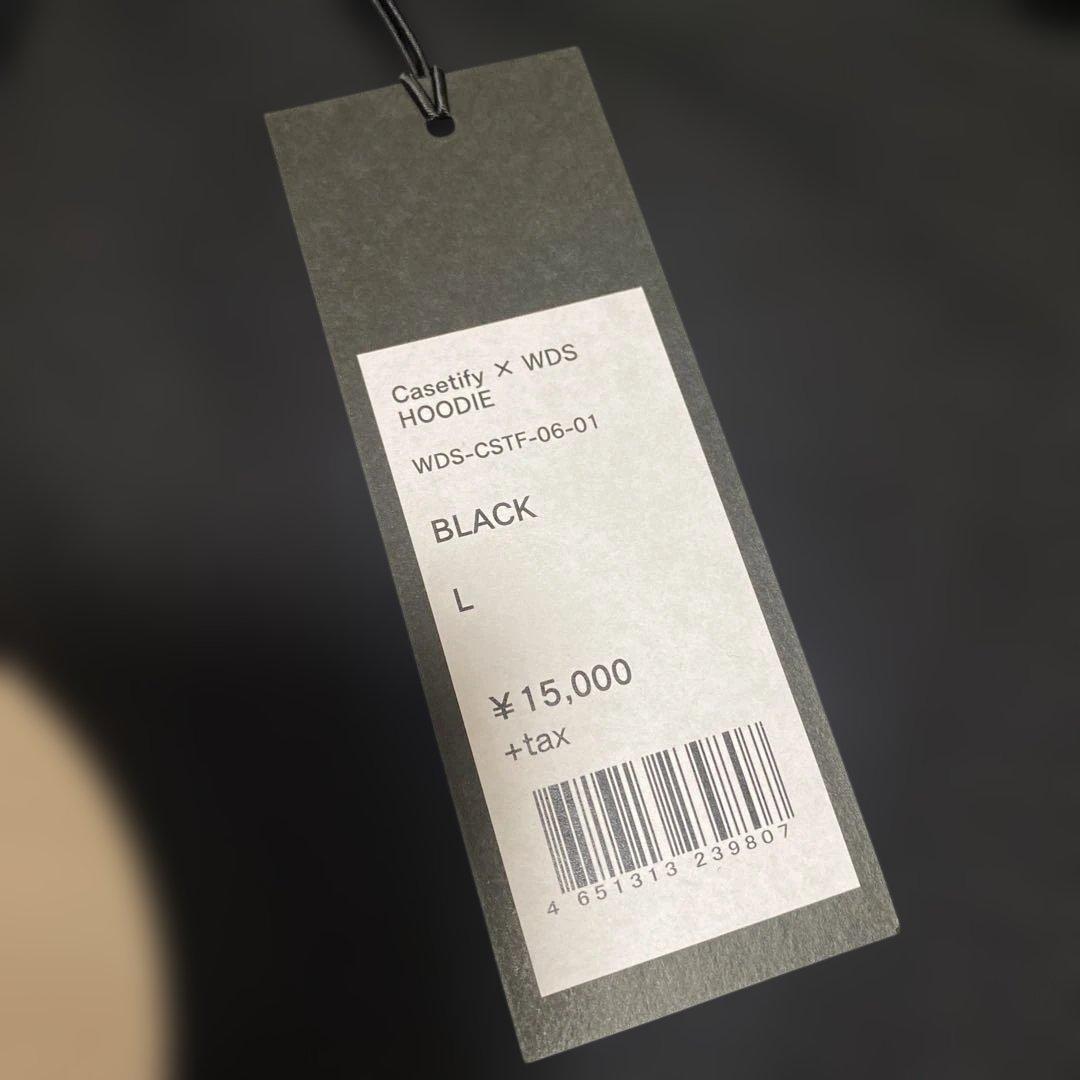 Casetify × WDS
HOODIE
WDS-CSTF-06-01
BLACK
L
¥15,000
+tax
4 651313 239807